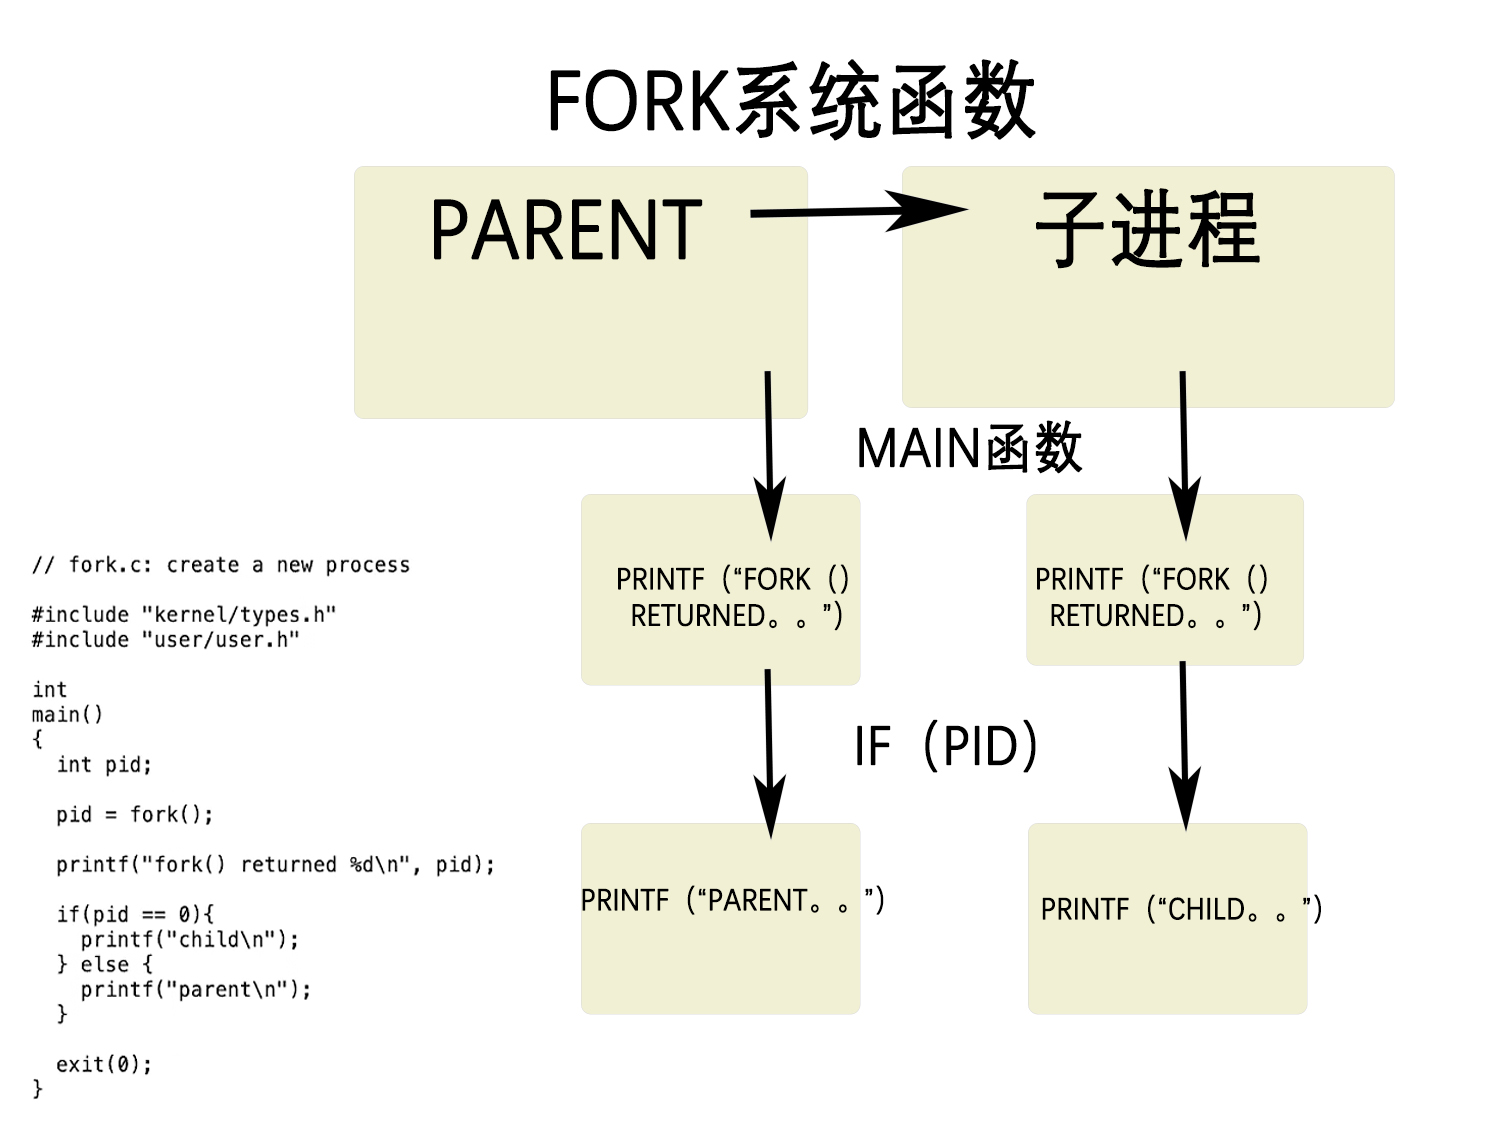 FORK系统函数
PARENT
子进程
MAIN函数
PRINTF（“FORK（）
RETURNED。。”）
PRINTF（“FORK（）
RETURNED。。”）
IF（PID）
PRINTF（“PARENT。。”）
PRINTF（“CHILD。。”）
// fork.c: create a new process
#include "kernel/types.h"
#include "user/user.h"
int
main()
{
  int pid;
  pid = fork();
  printf("fork() returned %d\n", pid);
  if(pid == 0){
    printf("child\n");
  } else {
    printf("parent\n");
  }
  exit(0);
}